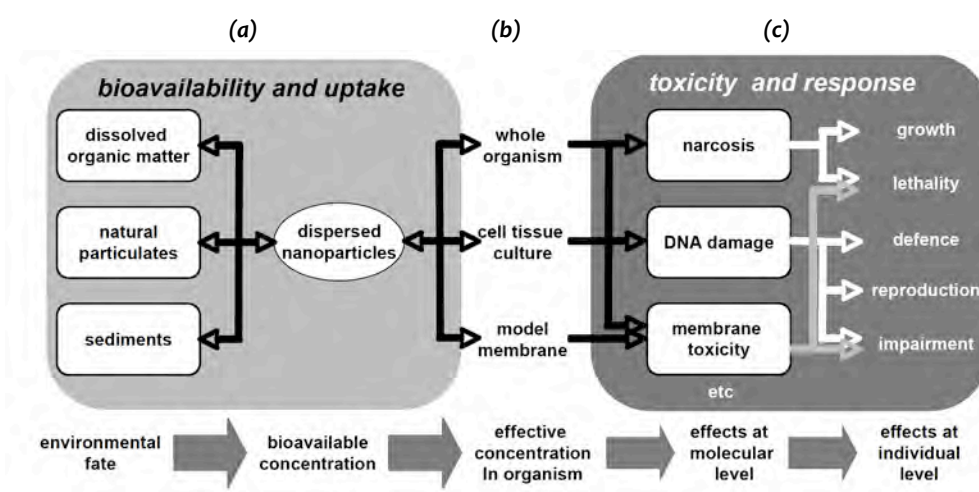 (a)
(b)
(c)
bioavailability and uptake
dissolved
organic matter
natural
particulates
sediments
dispersed
nanoparticles
whole
organism
cell tissue
culture
model
membrane
toxicity and response
narcosis
DNA damage
membrane
toxicity
etc
growth
lethality
defence
reproduction
impairment
environmental
fate
bioavailable
concentration
effective
concentration
In organism
effects at
molecular
level
effects at
individual
level